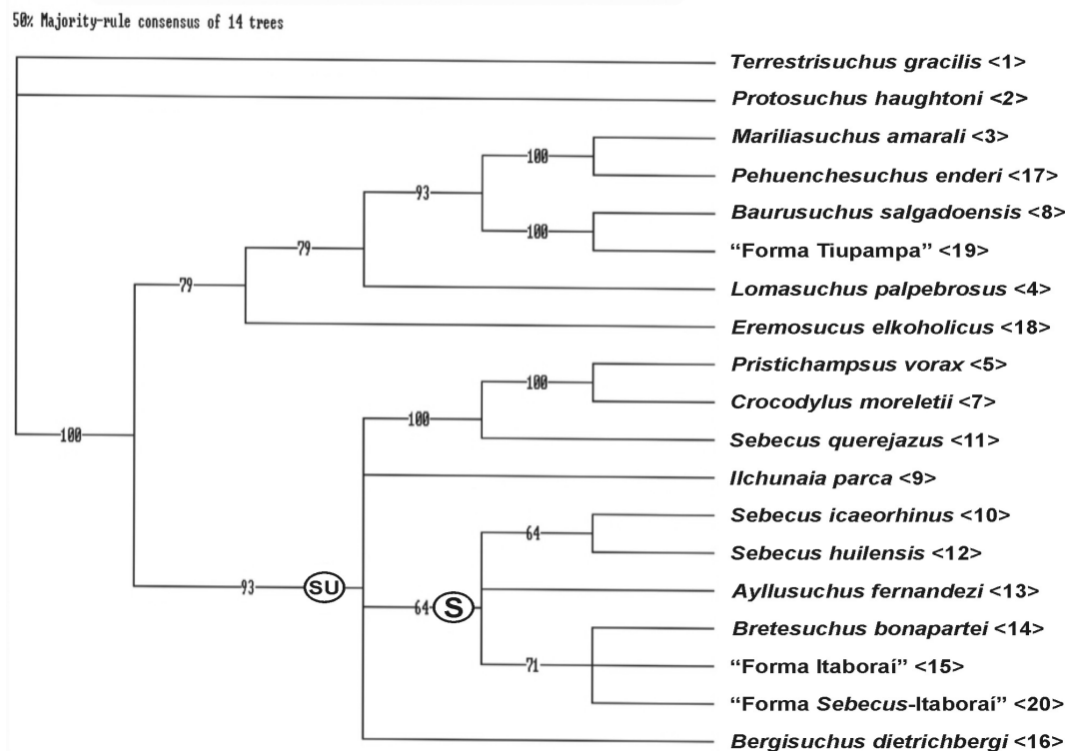 50% Majority-rule consensus of 14 trees
Terrestrisuchus gracilis <1>
Protosuchus haughtoni <2>
Mariliasuchus amarali <3>
100
Pehuenchesuchus enderi <17>
93
Baurusuchus salgadoensis <8>
100
“Forma Tiupampa” <19>
79
79
Lomasuchus palpebrosus <4>
Eremosucus elkoholicus <18>
Pristichampsus vorax <5>
100
Crocodylus moreletii <7>
100
100
Sebecus querejazus <11>
Ilchunaia parca <9>
Sebecus icaeorhinus <10>
64
Sebecus huilensis <12>
93
SU
Ayllusuchus fernandezi <13>
64
S
Bretesuchus bonapartei <14>
71
“Forma Itaboraí” <15>
“Forma Sebecus-Itaboraí” <20>
Bergisuchus dietrichbergi <16>